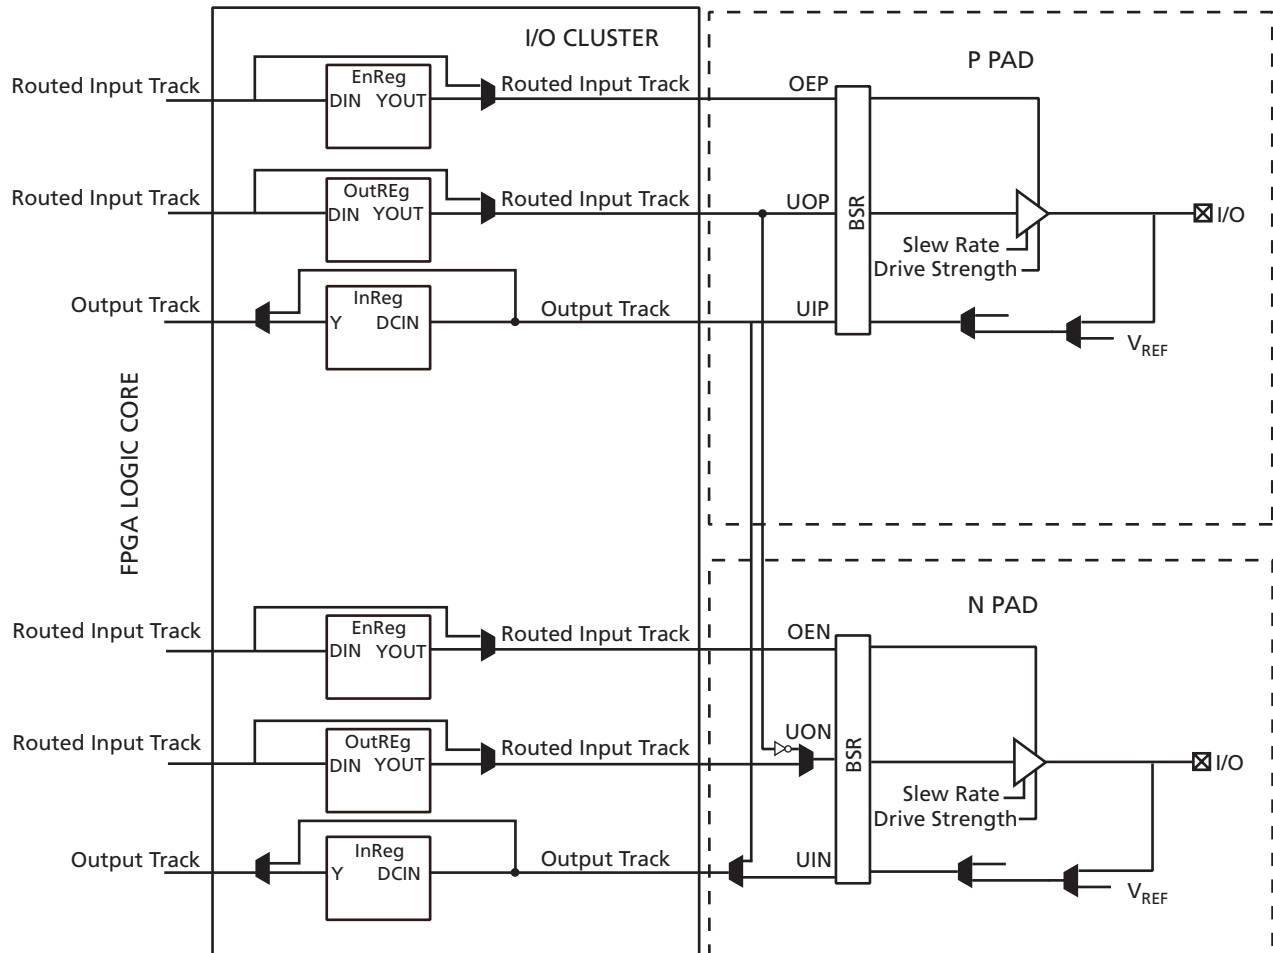 I/O CLUSTER
P PAD
Routed Input Track
EnReg
DIN YOUT
Routed Input Track
OEP
Routed Input Track
OutREg
DIN YOUT
Routed Input Track
UOP
BSR
I/O
Slew Rate
Drive Strength
Output Track
InReg
Y DCIN
Output Track
UIP
VREF
FPGA LOGIC CORE
N PAD
Routed Input Track
EnReg
DIN YOUT
Routed Input Track
OEN
Routed Input Track
OutREg
DIN YOUT
Routed Input Track
UON
BSR
I/O
Slew Rate
Drive Strength
Output Track
InReg
Y DCIN
Output Track
UIN
VREF